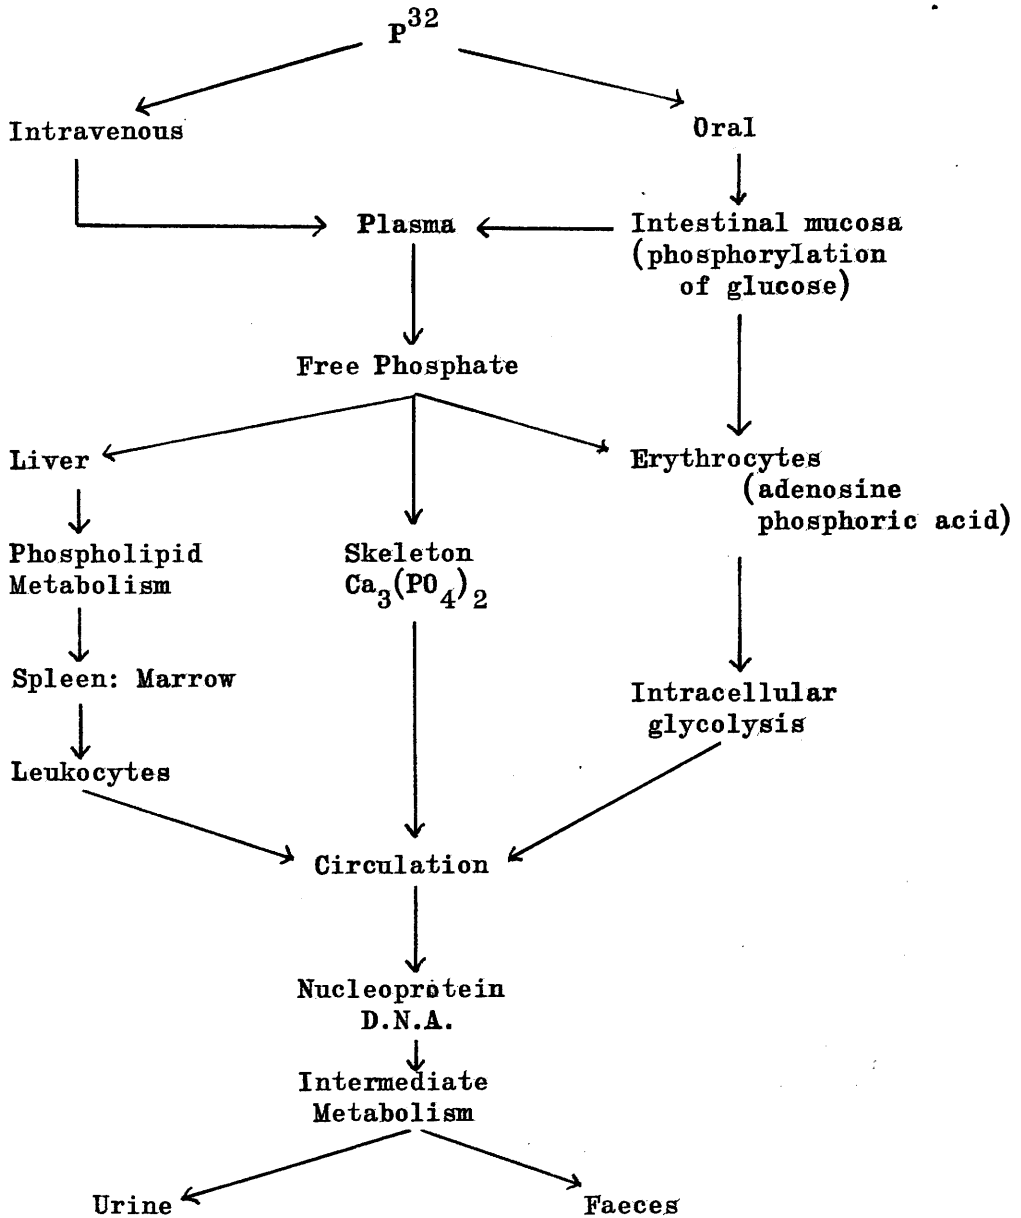 P³²
Intravenous
Oral
Plasma
Intestinal mucosa
(phosphorylation
of glucose)
Free Phosphate
Liver
Erythrocytes
(adenosine
phosphoric acid)
Phospholipid
Metabolism
Skeleton
Ca₃(PO₄)₂
Spleen: Marrow
Intracellular
glycolysis
Leukocytes
Circulation
Nucleoprotein
D.N.A.
Intermediate
Metabolism
Urine
Faeces